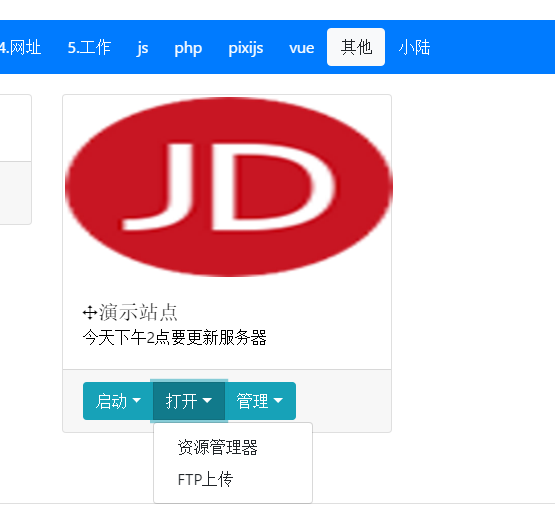 4.网址 5.工作 js php pixijs vue 其他 小陆
JD
演示站点
今天下午2点要更新服务器
启动 打开 管理
资源管理器
FTP上传